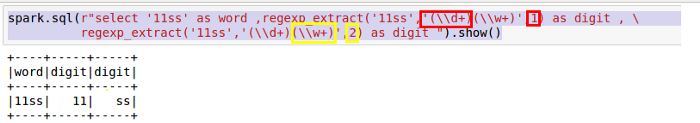 spark.sql(r"select '11ss' as word ,regexp_extract('11ss','(\\d+)(\\w+)',1) as digit , \
regexp_extract('11ss','(\\d+)(\\w+)',2) as digit ").show()
+----+-----+-----+
|word|digit|digit|
+----+-----+-----+
|11ss|   11|   ss|
+----+-----+-----+